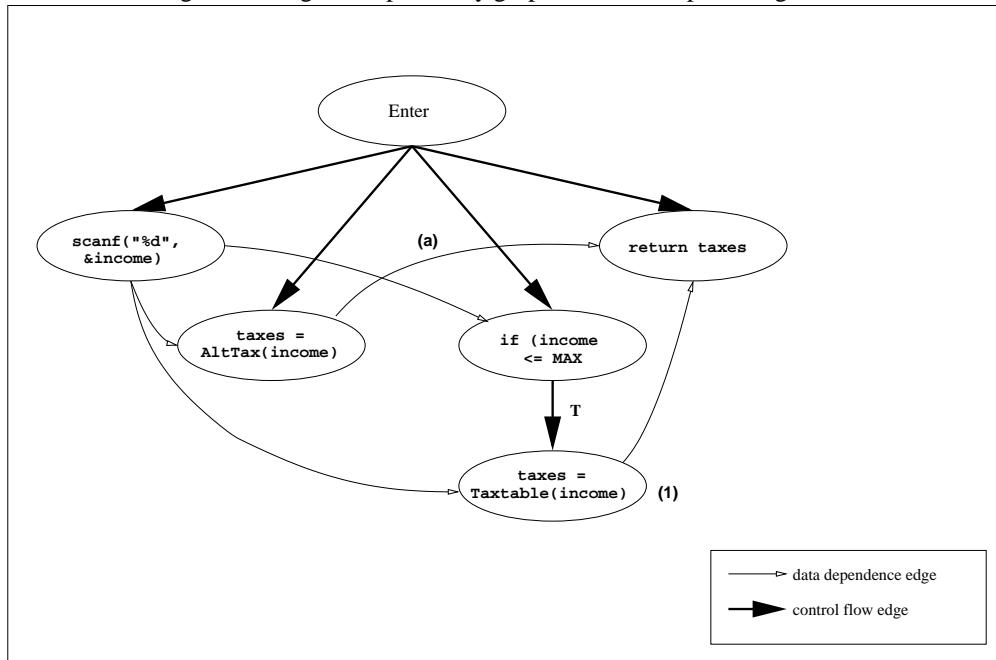 Enter
scanf("%d",
&income)
(a)
return taxes
taxes =
AltTax(income)
if (income
<= MAX
T
taxes =
Taxtable(income)
(1)
data dependence edge
control flow edge